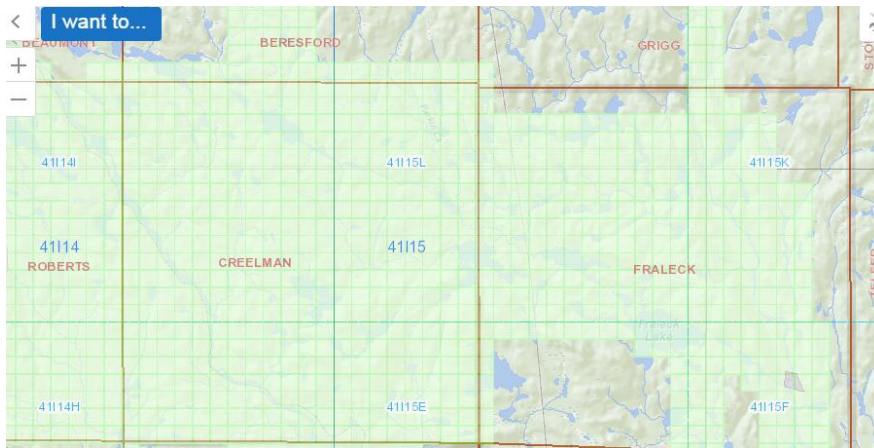 I want to...
BEAUMONT
BERESFORD
GRIGG
41I14I
41I15L
41I15K
41I14
41I15
ROBERTS
CREELMAN
FRALECK
Fraleck
Lake
41I14H
41I15E
41I15F